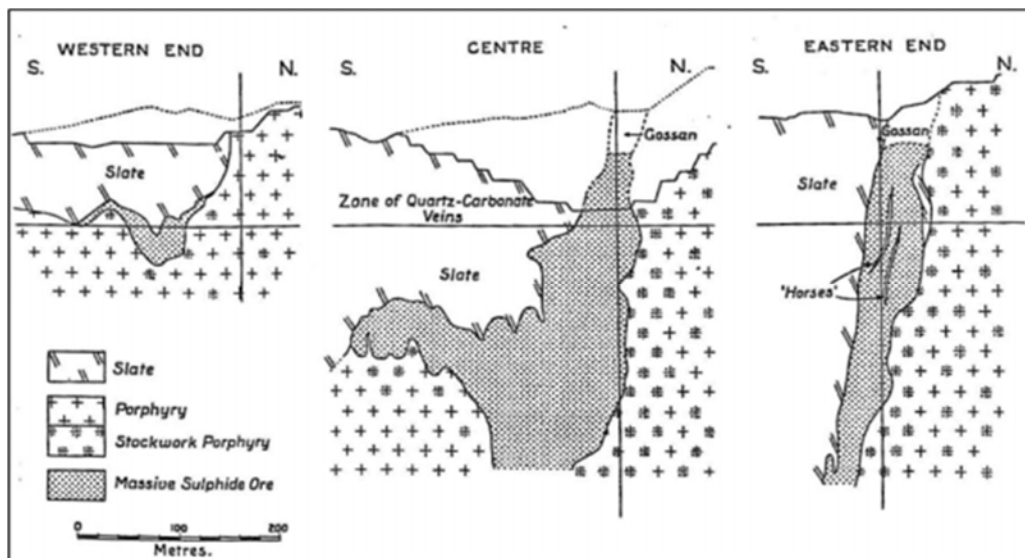 WESTERN END
S.
N.
Slate
CENTRE
S.
N.
Gossan
Zone of Quartz-Carbonate
Veins
Slate
EASTERN END
S.
N.
Gossan
Slate
'Horses'
Slate
Porphyry
Stockwork Porphyry
Massive Sulphide Ore
0 100 200
Metres.